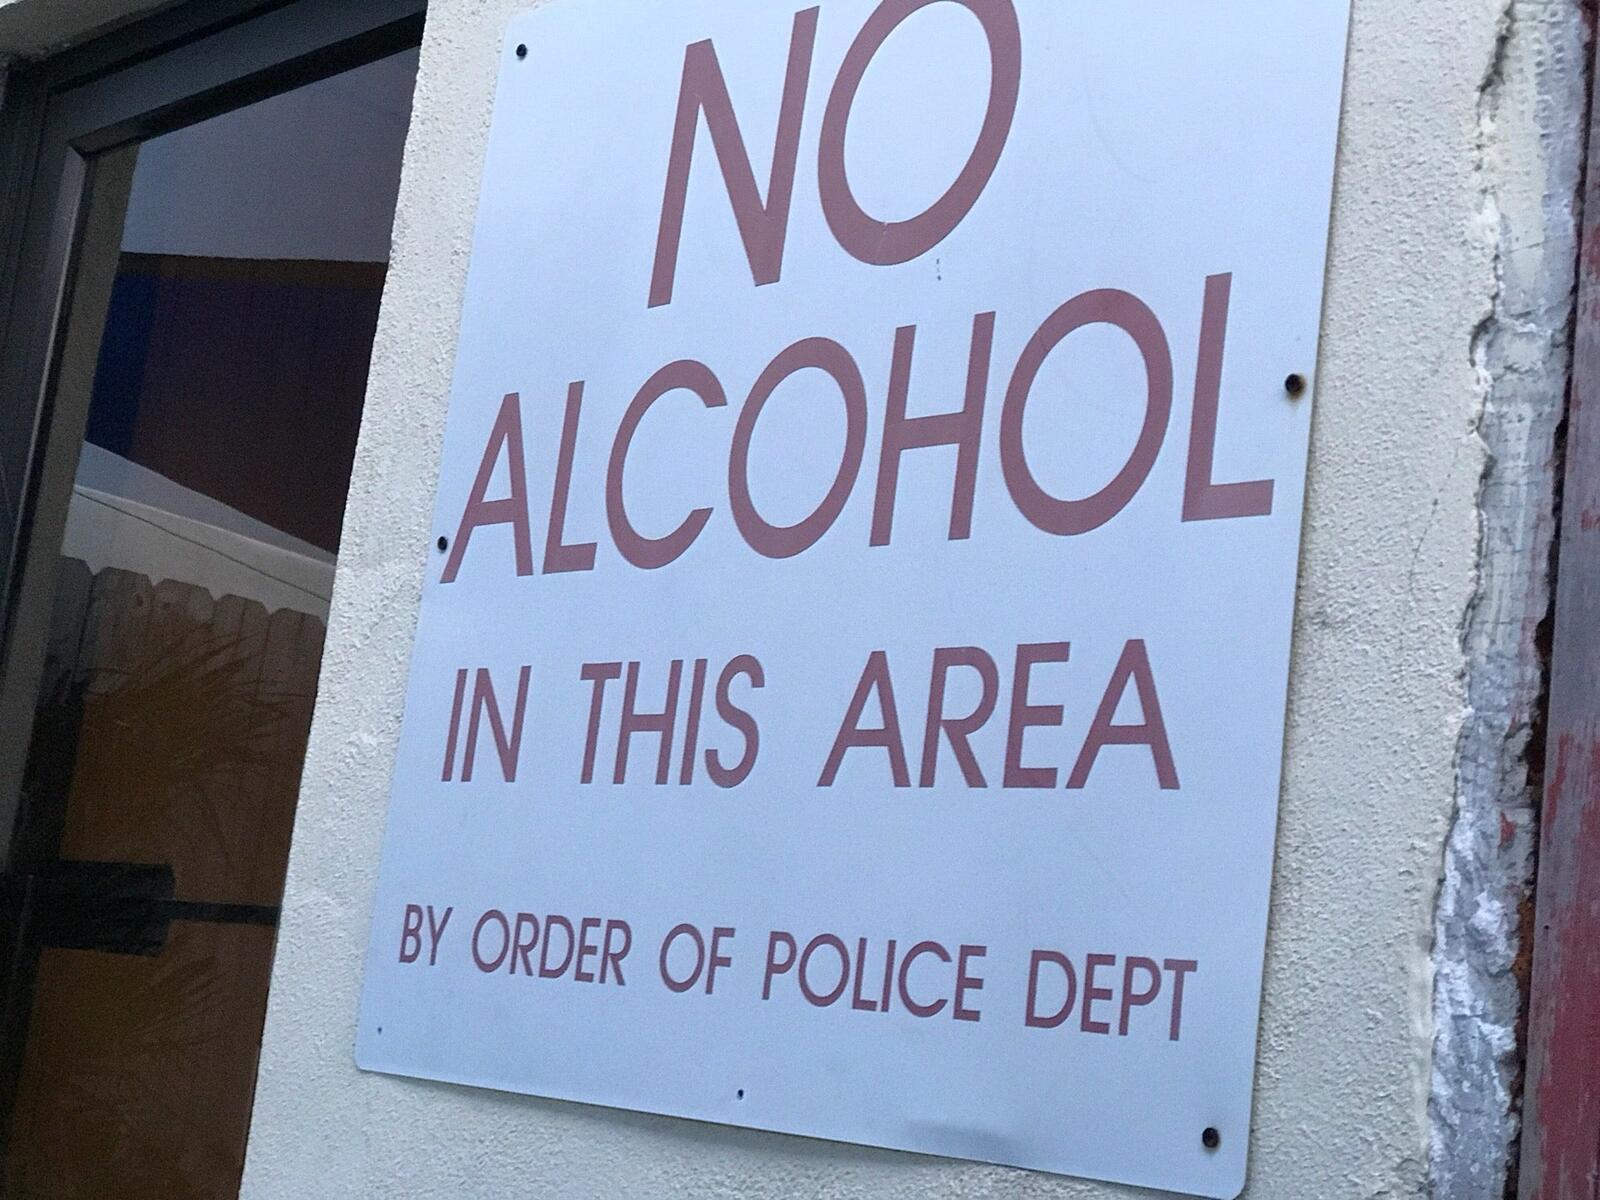 NO
ALCOHOL
IN THIS AREA
BY ORDER OF POLICE DEPT